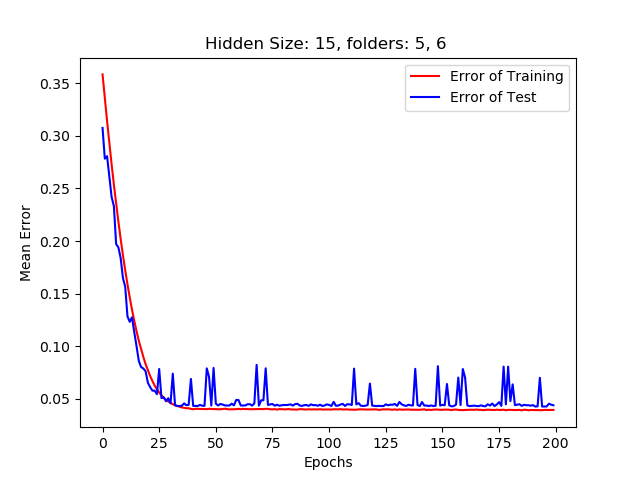 Hidden Size: 15, folders: 5, 6
Error of Training
Error of Test
Mean Error
0.35
0.30
0.25
0.20
0.15
0.10
0.05
0 25 50 75 100 125 150 175 200
Epochs